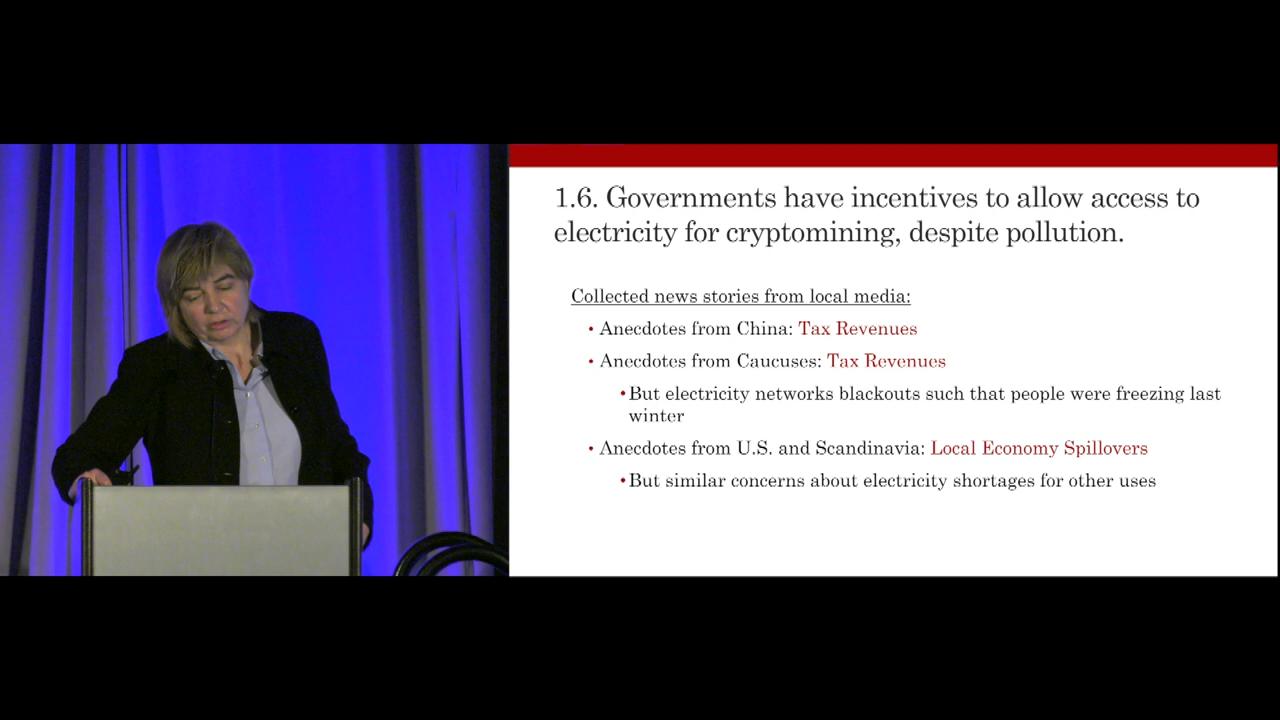 1.6. Governments have incentives to allow access to
electricity for cryptomining, despite pollution.
Collected news stories from local media:
• Anecdotes from China: Tax Revenues
• Anecdotes from Caucuses: Tax Revenues
• But electricity networks blackouts such that people were freezing last
winter
• Anecdotes from U.S. and Scandinavia: Local Economy Spillovers
• But similar concerns about electricity shortages for other uses